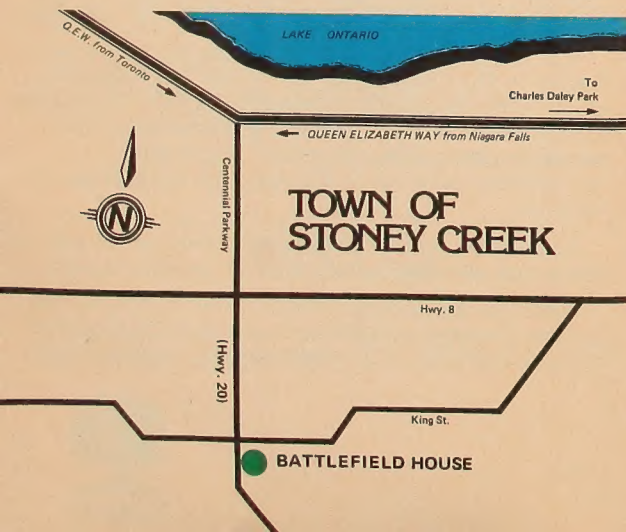 LAKE ONTARIO
Q.E.W. from Toronto
To
Charles Daley Park
QUEEN ELIZABETH WAY from Niagara Falls
Centennial Parkway
N
TOWN OF
STONEY CREEK
Hwy. 8
(Hwy. 20)
King St.
BATTLEFIELD HOUSE